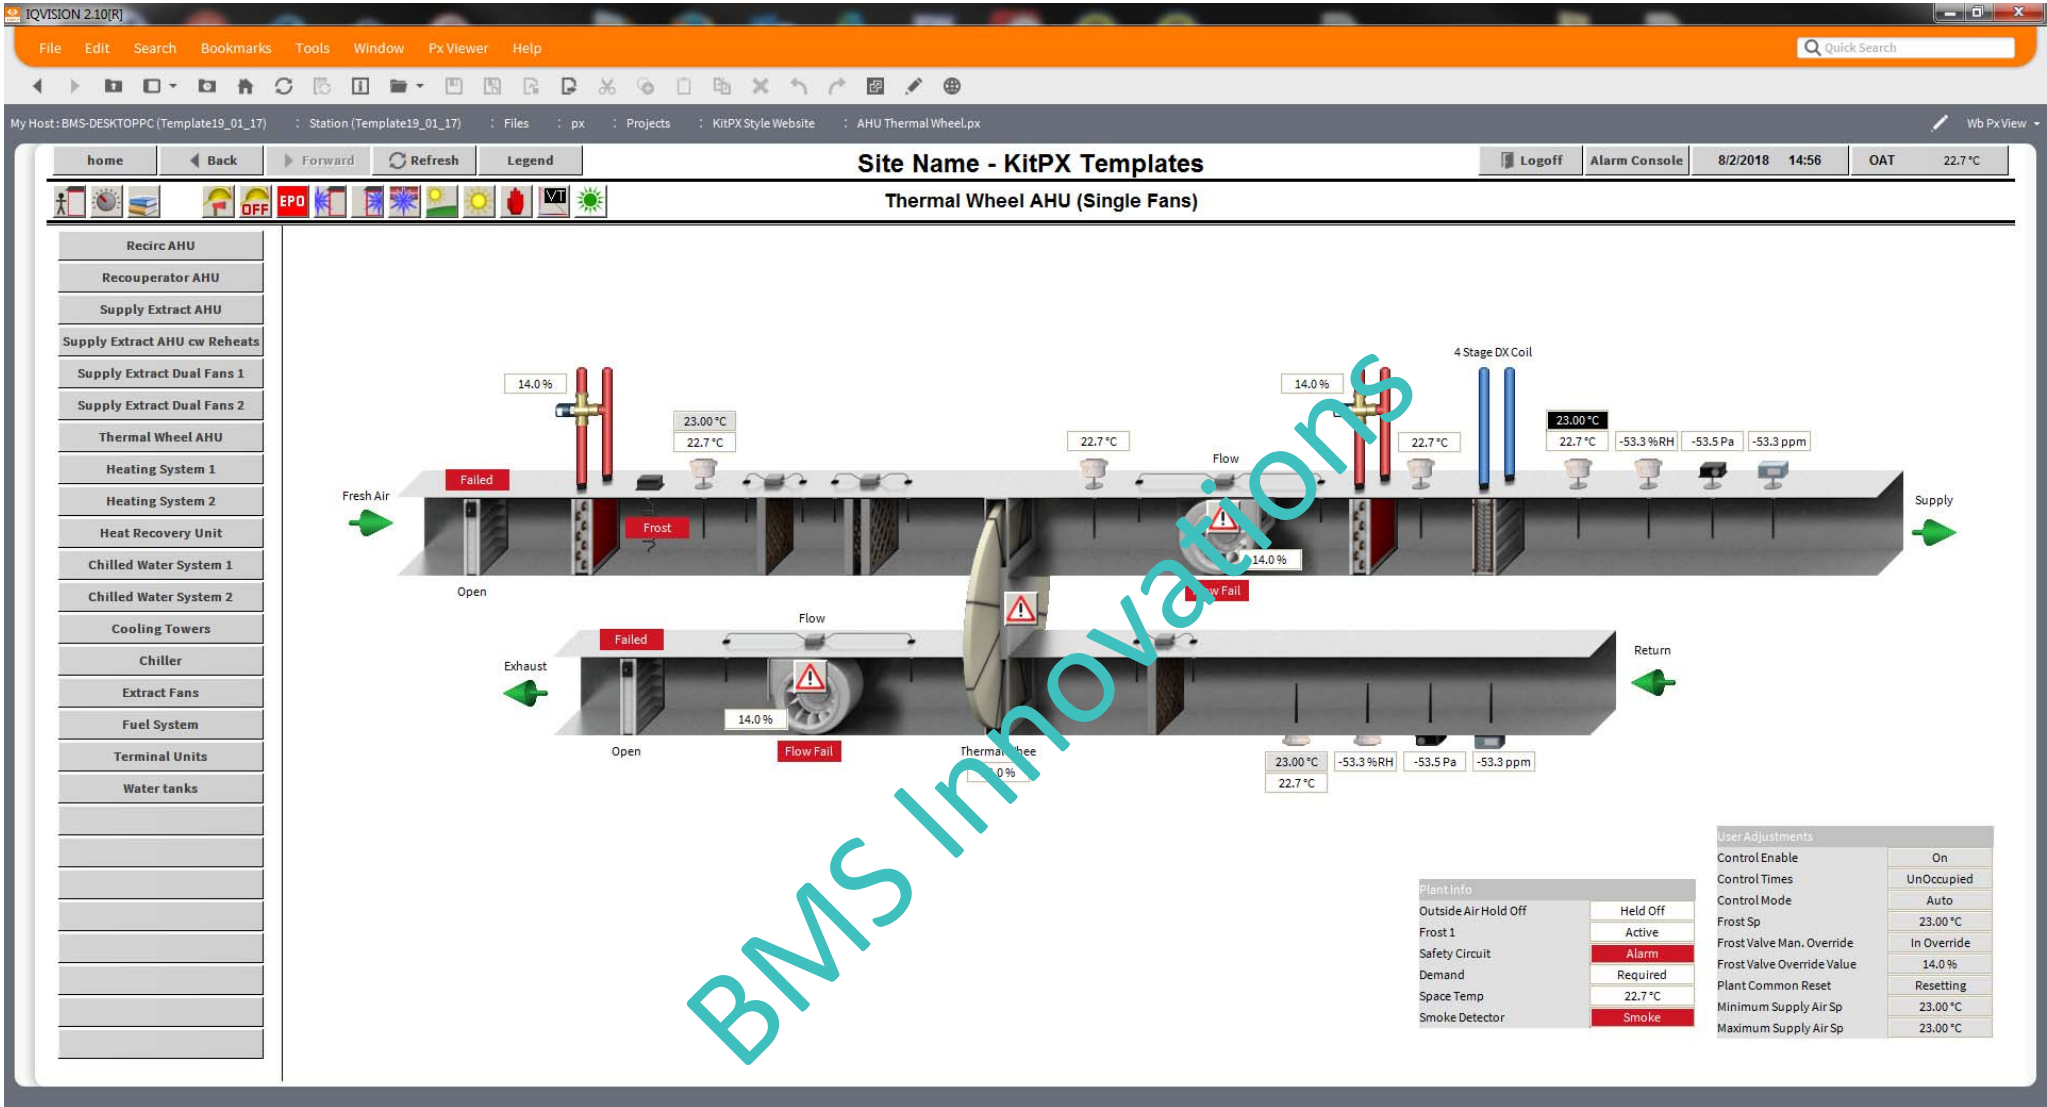 IQVISION 2.10[R]
File Edit Search Bookmarks Tools Window Px Viewer Help
Quick Search
My Host : BMS-DESKTOPPC (Template19_01_17) : Station (Template19_01_17) : Files : px : Projects : KitPX Style Website : AHU Thermal Wheel.px
Wb Px View
home Back Forward Refresh Legend
Site Name - KitPX Templates
Logoff Alarm Console 8/2/2018 14:56 OAT 22.7 °C
OFF EPO VT
Thermal Wheel AHU (Single Fans)
Recirc AHU
Recouperator AHU
Supply Extract AHU
Supply Extract AHU cw Reheats
Supply Extract Dual Fans 1
Supply Extract Dual Fans 2
Thermal Wheel AHU
Heating System 1
Heating System 2
Heat Recovery Unit
Chilled Water System 1
Chilled Water System 2
Cooling Towers
Chiller
Extract Fans
Fuel System
Terminal Units
Water tanks
4 Stage DX Coil
14.0 % 14.0 %
23.00 °C 23.00 °C
22.7 °C 22.7 °C 22.7 °C 22.7 °C -53.3 %RH -53.5 Pa -53.3 ppm
Flow
Failed
Fresh Air Supply
Frost
14.0 %
Open Flow Fail
Flow
Failed
Exhaust Return
14.0 %
Open Flow Fail
23.00 °C -53.3 %RH -53.5 Pa -53.3 ppm
22.7 °C
BMS Innovations
Plant Info
Outside Air Hold Off Held Off
Frost 1 Active
Safety Circuit Alarm
Demand Required
Space Temp 22.7 °C
Smoke Detector Smoke
User Adjustments
Control Enable On
Control Times UnOccupied
Control Mode Auto
Frost Sp 23.00 °C
Frost Valve Man. Override In Override
Frost Valve Override Value 14.0 %
Plant Common Reset Resetting
Minimum Supply Air Sp 23.00 °C
Maximum Supply Air Sp 23.00 °C